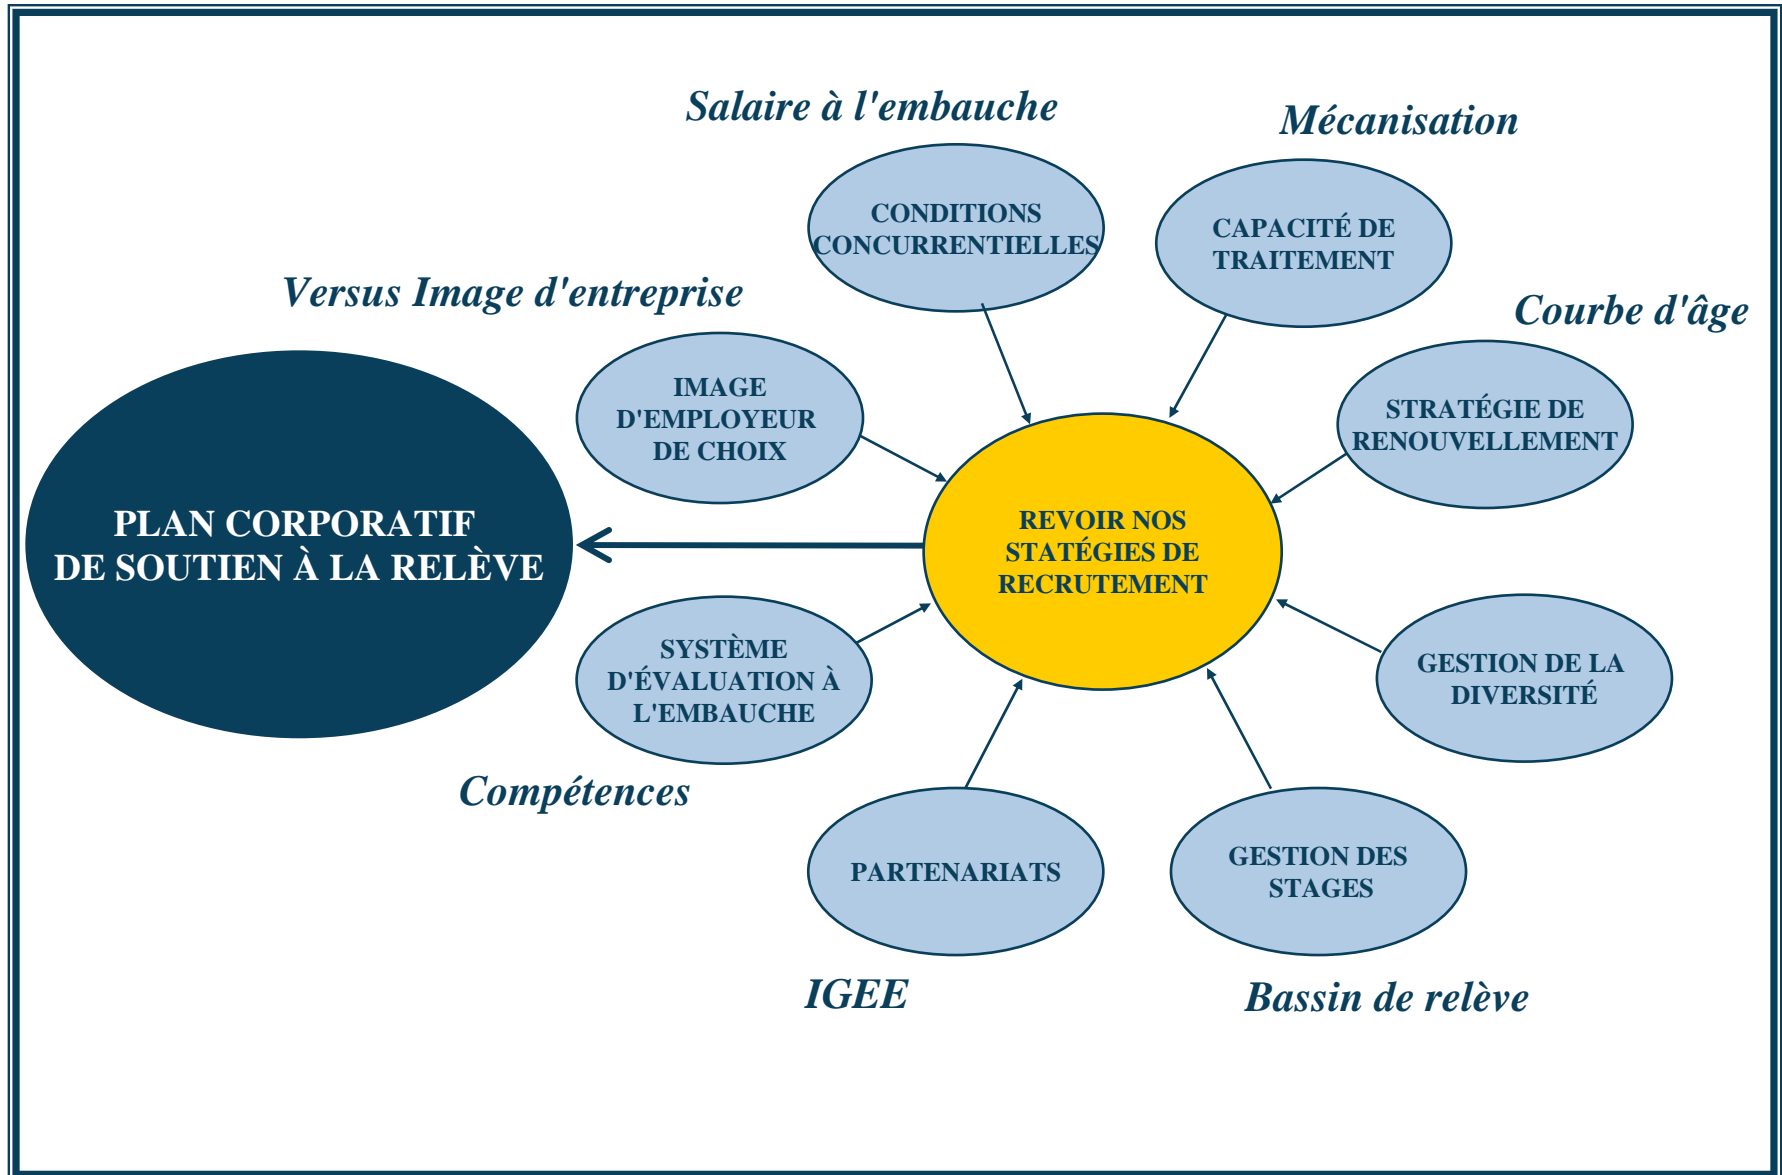 Salaire à l'embauche
Mécanisation
CONDITIONS
CONCURRENTIELLES
CAPACITÉ DE
TRAITEMENT
Versus Image d'entreprise
Courbe d'âge
IMAGE
D'EMPLOYEUR
DE CHOIX
STRATÉGIE DE
RENOUVELLEMENT
PLAN CORPORATIF
DE SOUTIEN À LA RELÈVE
REVOIR NOS
STATÉGIES DE
RECRUTEMENT
SYSTÈME
D'ÉVALUATION À
L'EMBAUCHE
GESTION DE LA
DIVERSITÉ
Compétences
PARTENARIATS
GESTION DES
STAGES
IGEE
Bassin de relève